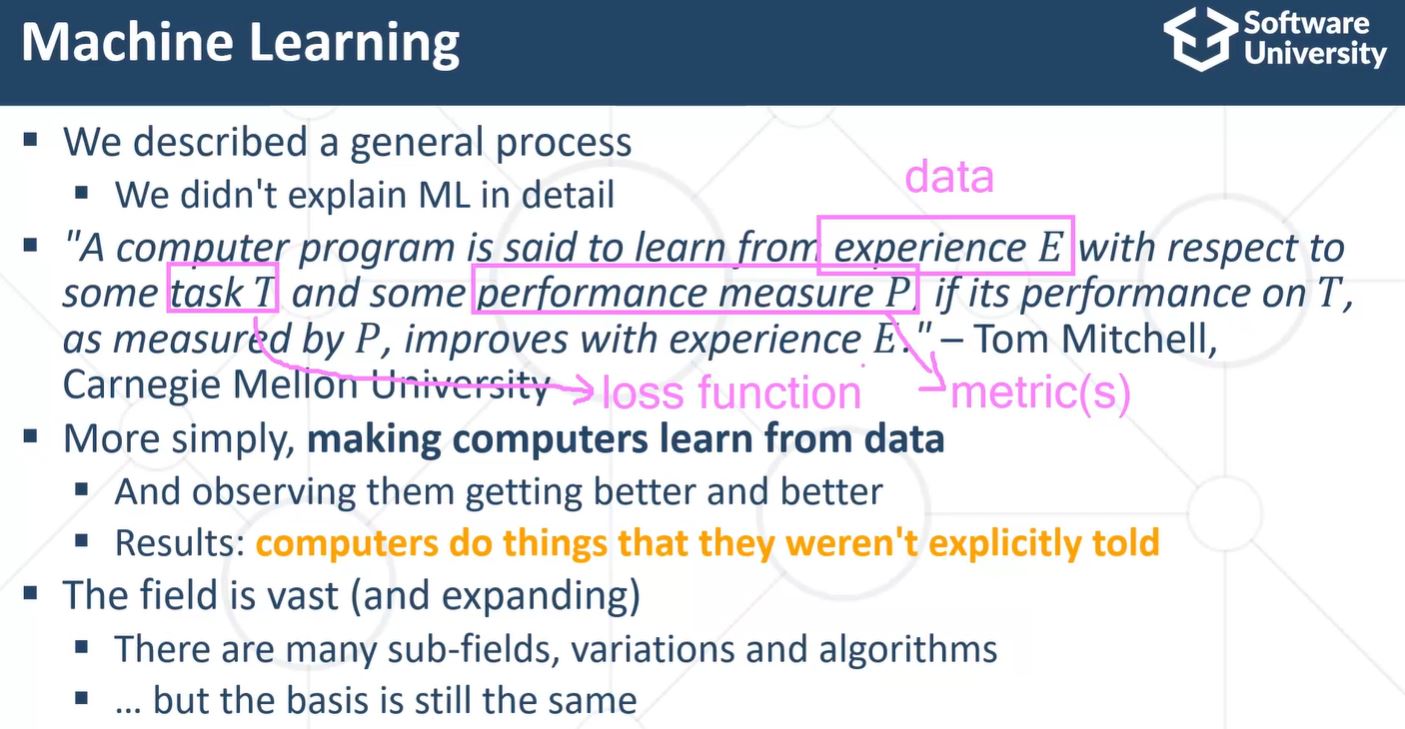 Machine Learning
Software
University
▪ We described a general process
▪ We didn't explain ML in detail
data
▪ "A computer program is said to learn from experience E with respect to
some task T and some performance measure P, if its performance on T,
as measured by P, improves with experience E." – Tom Mitchell,
Carnegie Mellon University
loss function
metric(s)
▪ More simply, making computers learn from data
▪ And observing them getting better and better
▪ Results: computers do things that they weren't explicitly told
▪ The field is vast (and expanding)
▪ There are many sub-fields, variations and algorithms
▪ … but the basis is still the same